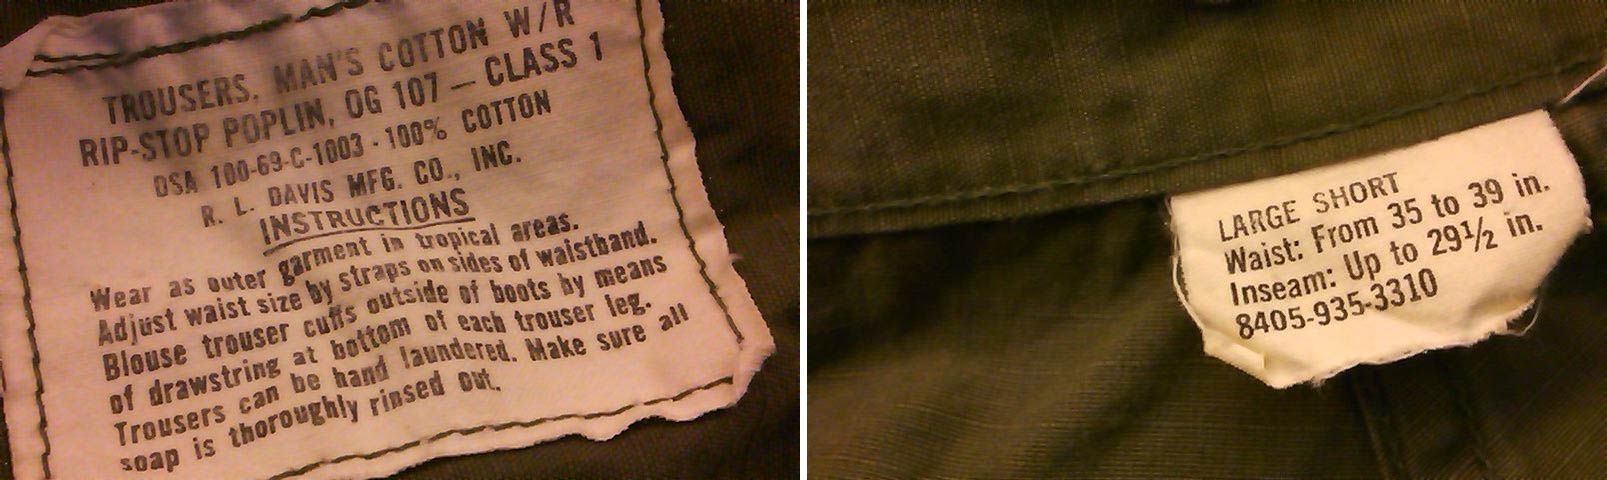 TROUSERS, MAN'S COTTON W/R
RIP-STOP POPLIN, OG 107 — CLASS 1
DSA 100-69-C-1003 - 100% COTTON
R. L. DAVIS MFG. CO., INC.
INSTRUCTIONS
Wear as outer garment in tropical areas.
Adjust waist size by straps on sides of waistband.
Blouse trouser cuffs outside of boots by means
of drawstring at bottom of each trouser leg.
Trousers can be hand laundered. Make sure all
soap is thoroughly rinsed out.
LARGE SHORT
Waist: From 35 to 39 in.
Inseam: Up to 29½ in.
8405-935-3310